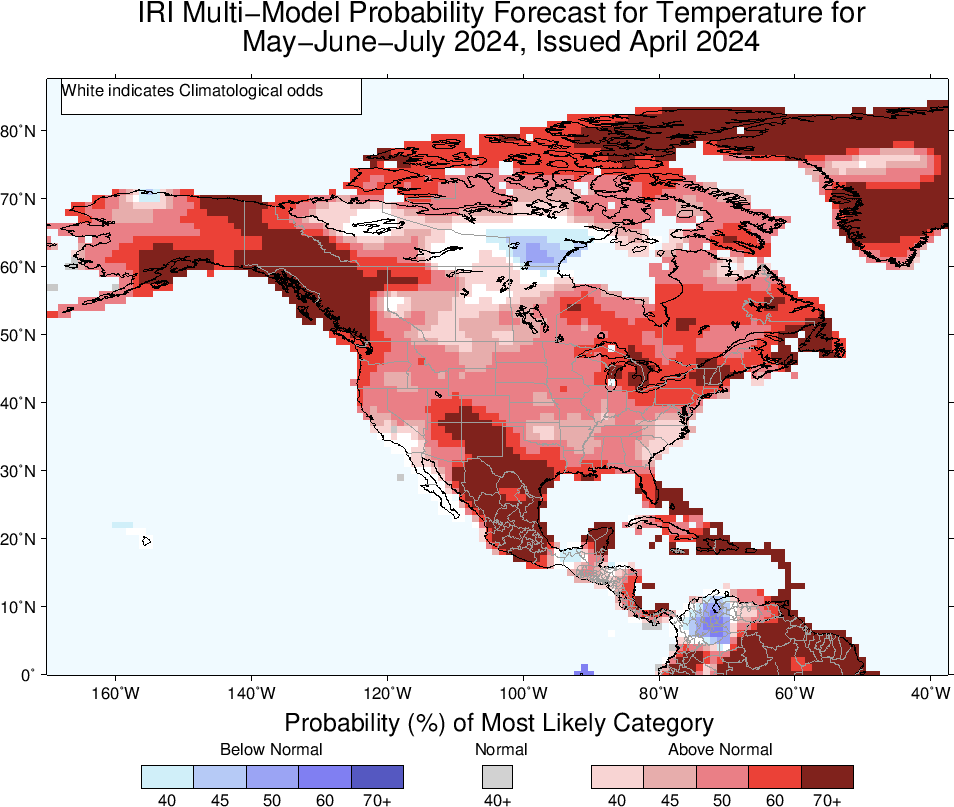 IRI Multi−Model Probability Forecast for Temperature for
May−June−July 2024, Issued April 2024
White indicates Climatological odds
80˚N
70˚N
60˚N
50˚N
40˚N
30˚N
20˚N
10˚N
0˚
160˚W 140˚W 120˚W 100˚W 80˚W 60˚W 40˚W
Probability (%) of Most Likely Category
Below Normal Normal Above Normal
40 45 50 60 70+ 40+ 40 45 50 60 70+